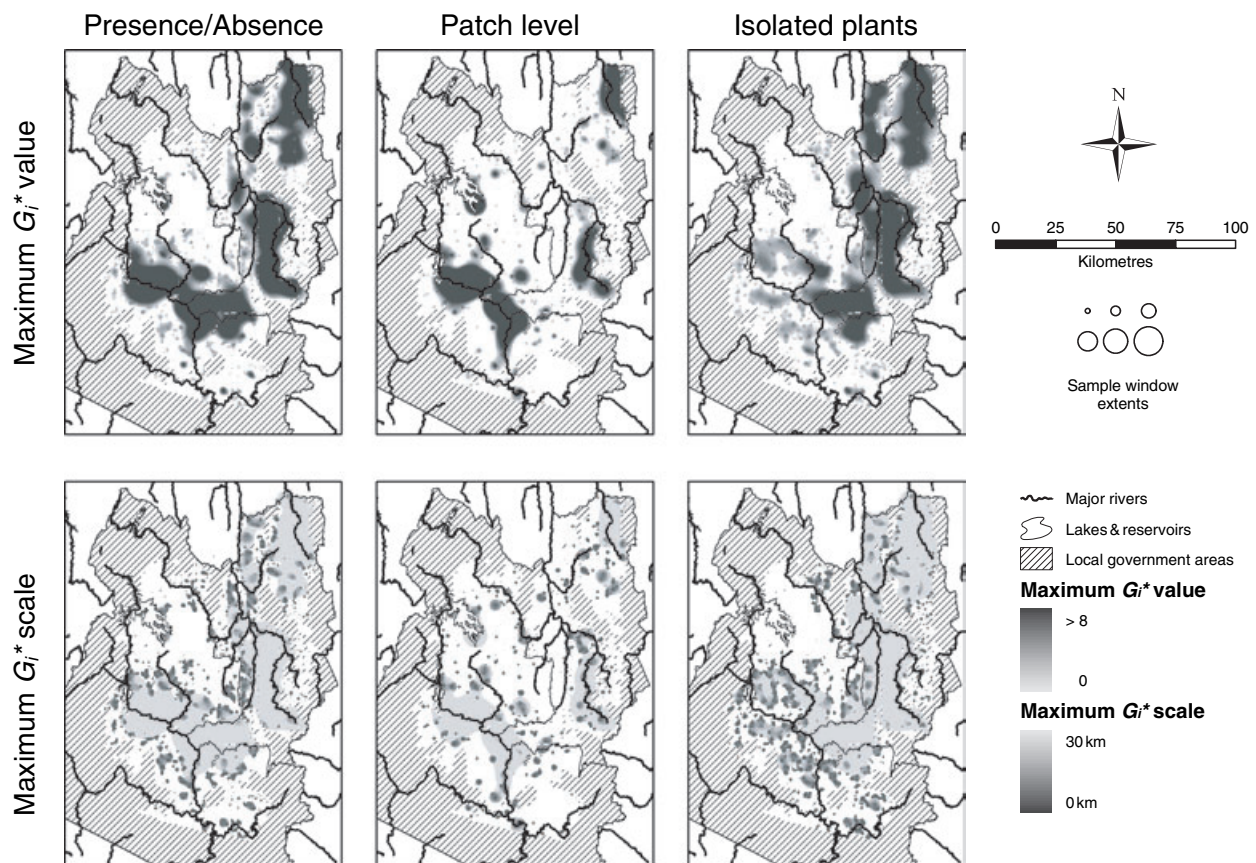 Presence/Absence
Patch level
Isolated plants
Maximum Gi* value
N
0 25 50 75 100
Kilometres
Sample window
extents
Maximum Gi* scale
Major rivers
Lakes & reservoirs
Local government areas
Maximum Gi* value
> 8
0
Maximum Gi* scale
30 km
0 km